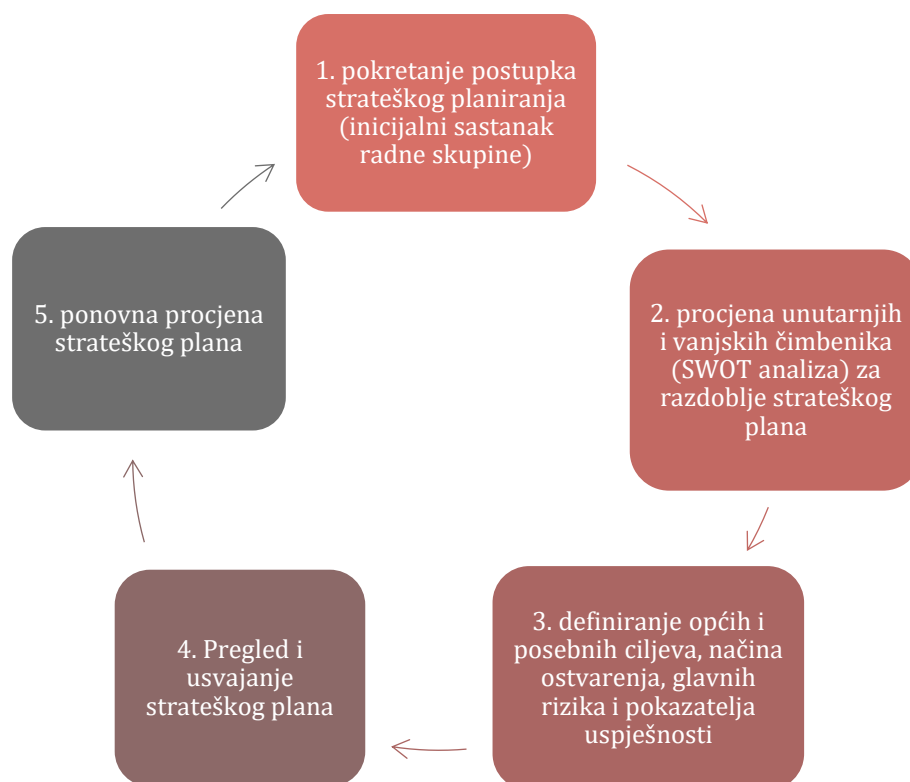 1. pokretanje postupka
strateškog planiranja
(inicijalni sastanak
radne skupine)
2. procjena unutarnjih
i vanjskih čimbenika
(SWOT analiza) za
razdoblje strateškog
plana
3. definiranje općih i
posebnih ciljeva, načina
ostvarenja, glavnih
rizika i pokazatelja
uspješnosti
4. Pregled i
usvajanje
strateškog plana
5. ponovna procjena
strateškog plana